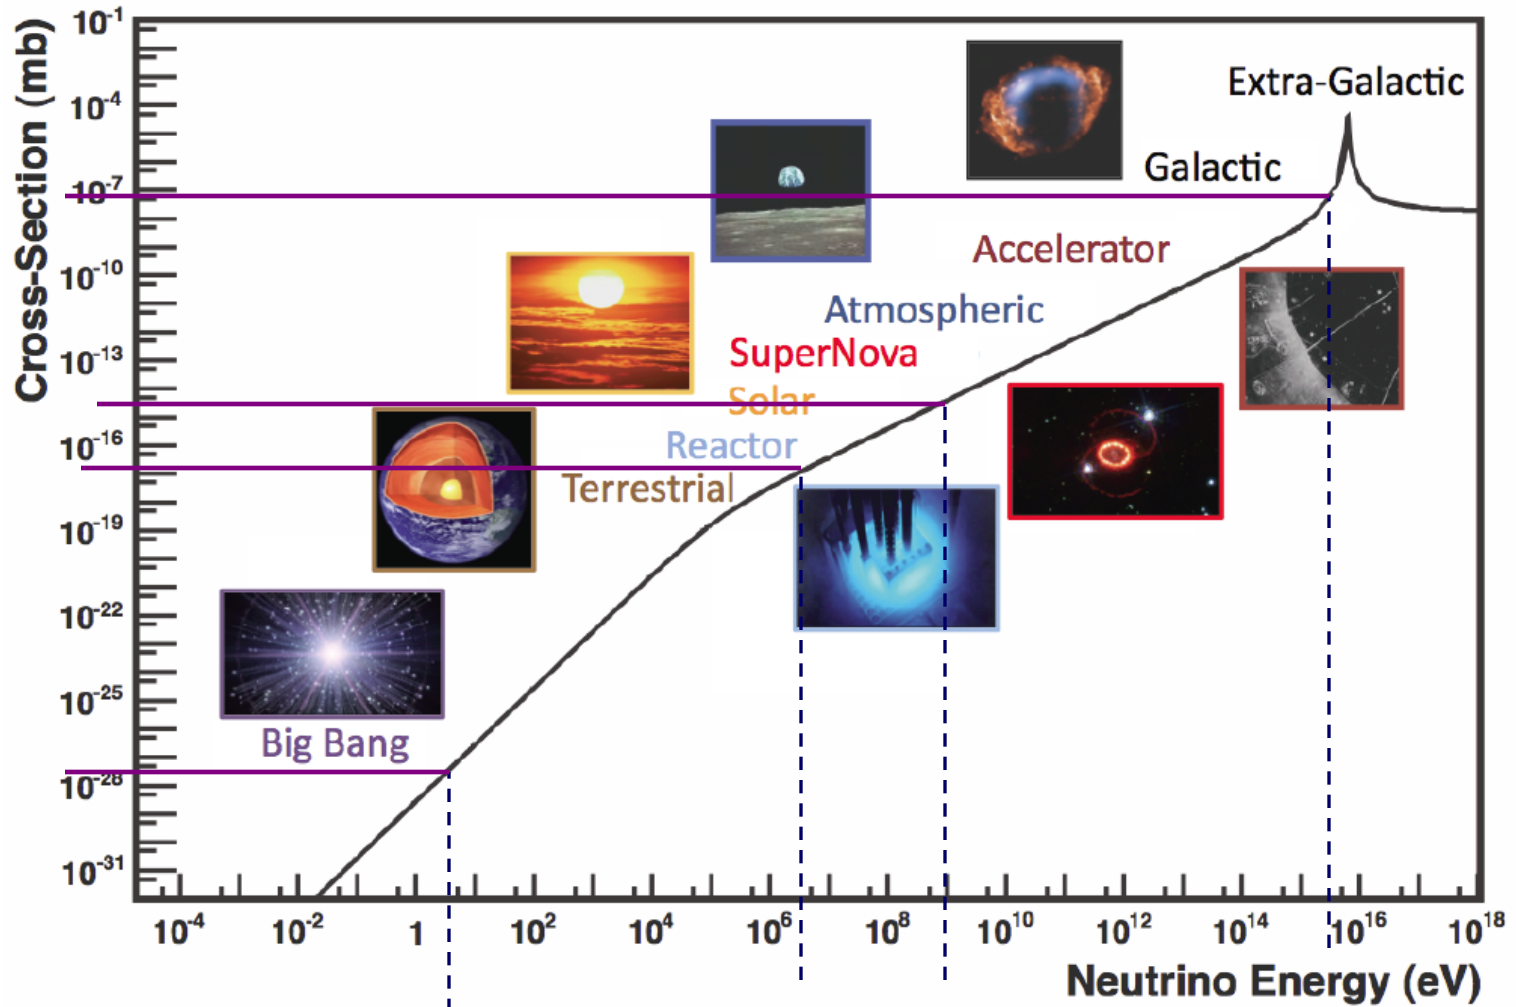 Cross-Section (mb)
10-1
10-4
10-7
10-10
10-13
10-16
10-19
10-22
10-25
10-28
10-31
Extra-Galactic
Galactic
Accelerator
Atmospheric
SuperNova
Solar
Reactor
Terrestrial
Big Bang
10-4 10-2 1 102 104 106 108 1010 1012 1014 1016 1018
Neutrino Energy (eV)